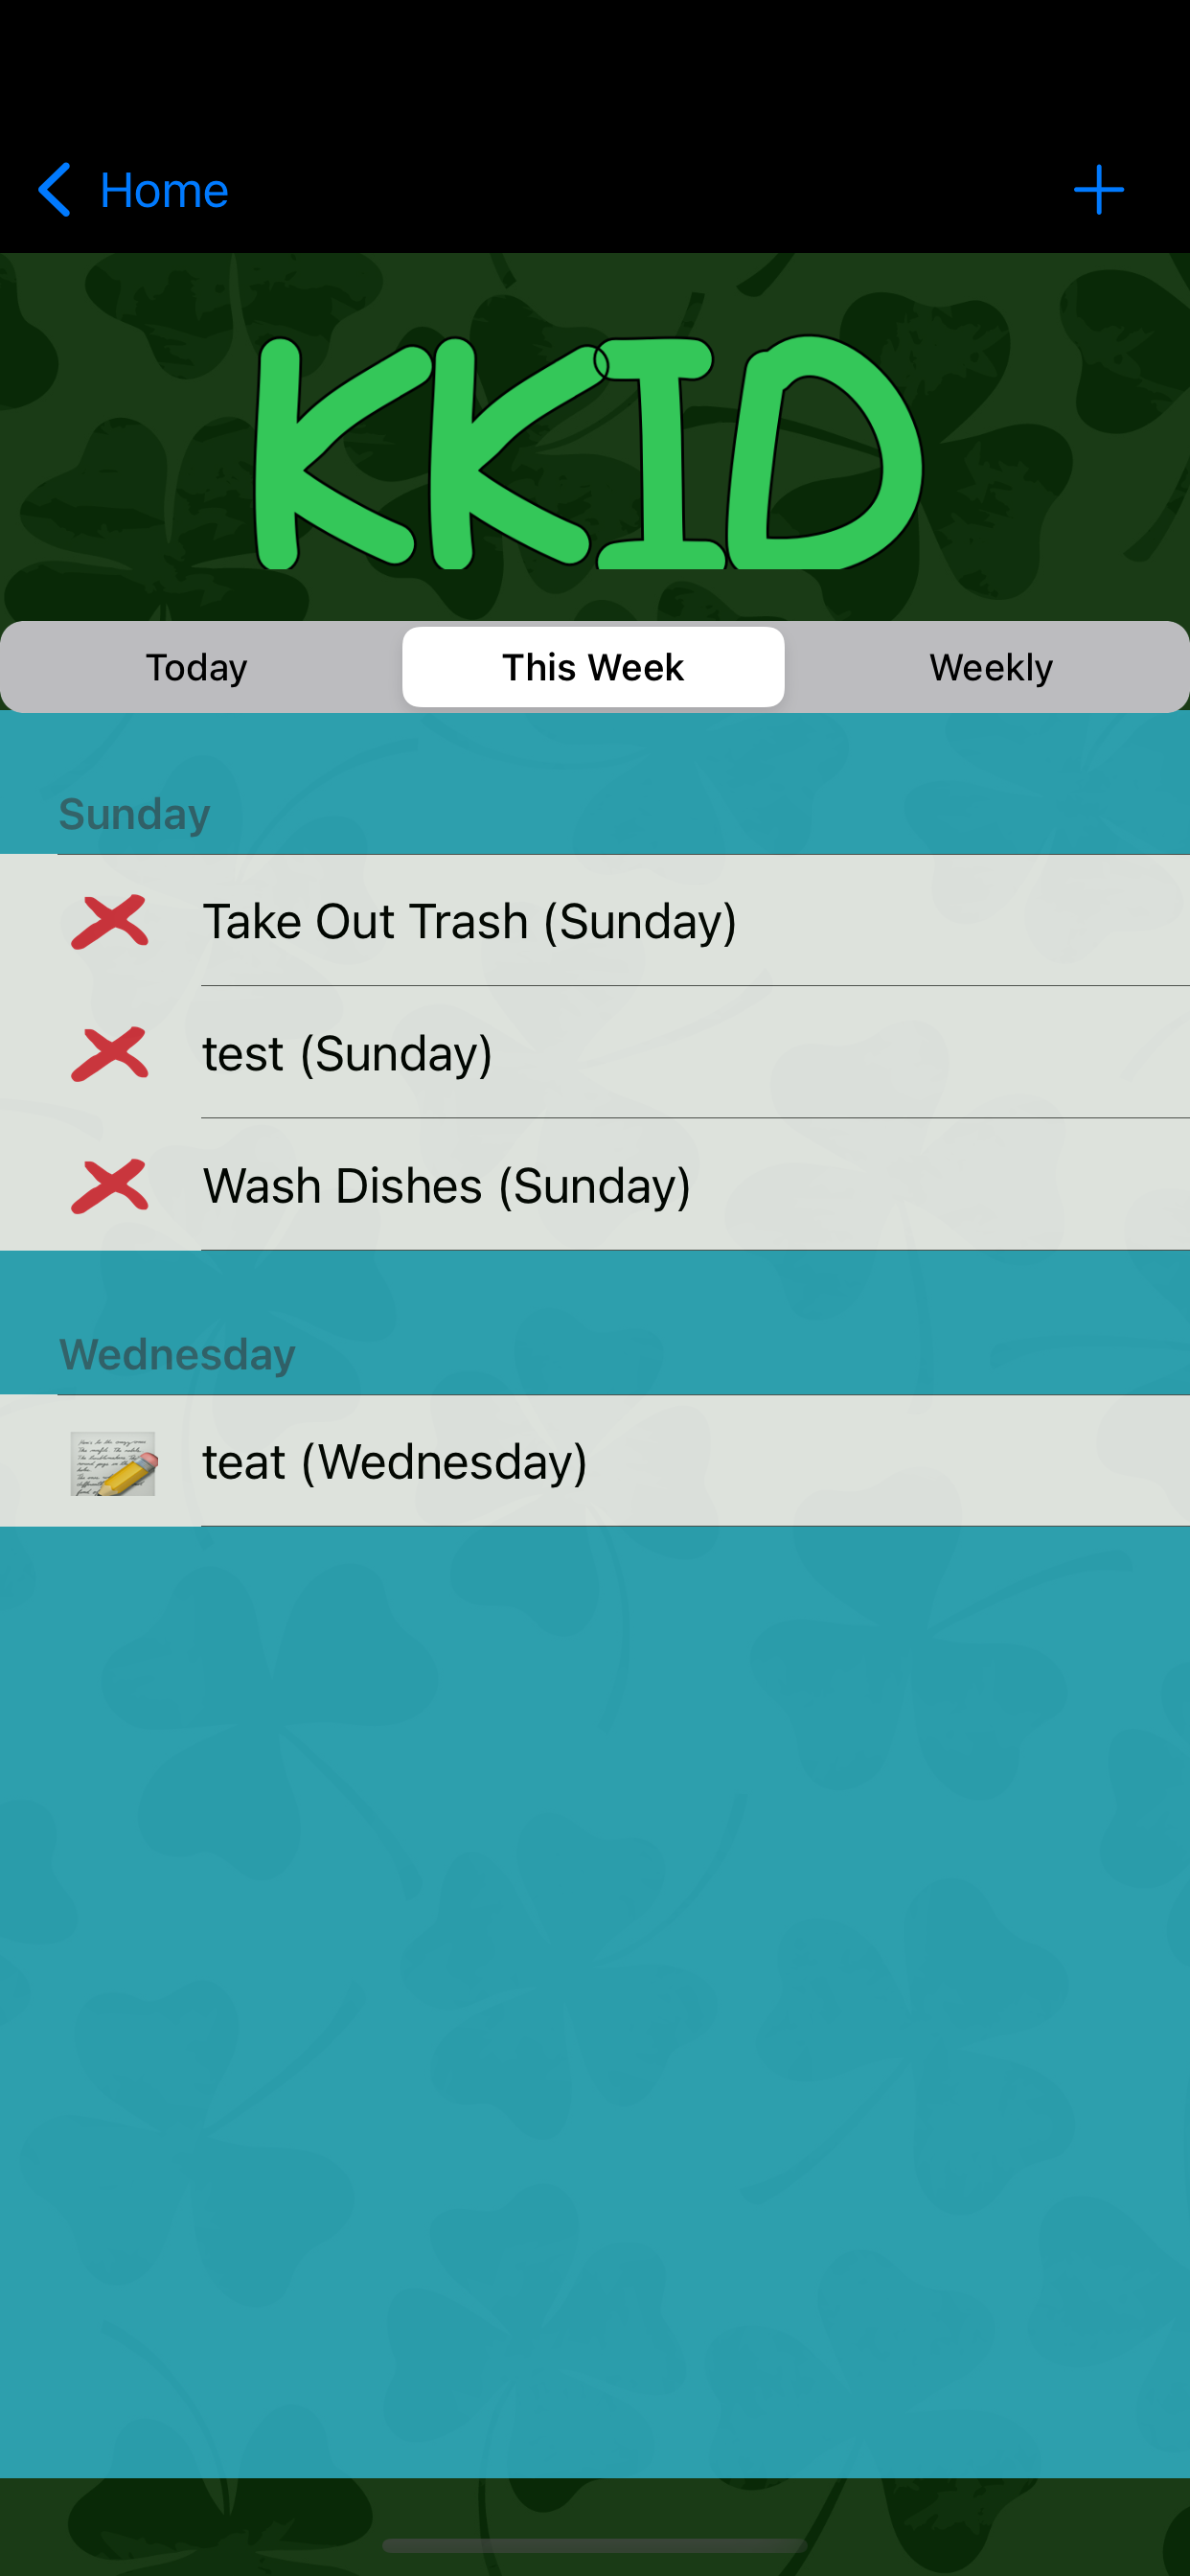 Home
KKID
Today
This Week
Weekly
Sunday
Take Out Trash (Sunday)
test (Sunday)
Wash Dishes (Sunday)
Wednesday
teat (Wednesday)